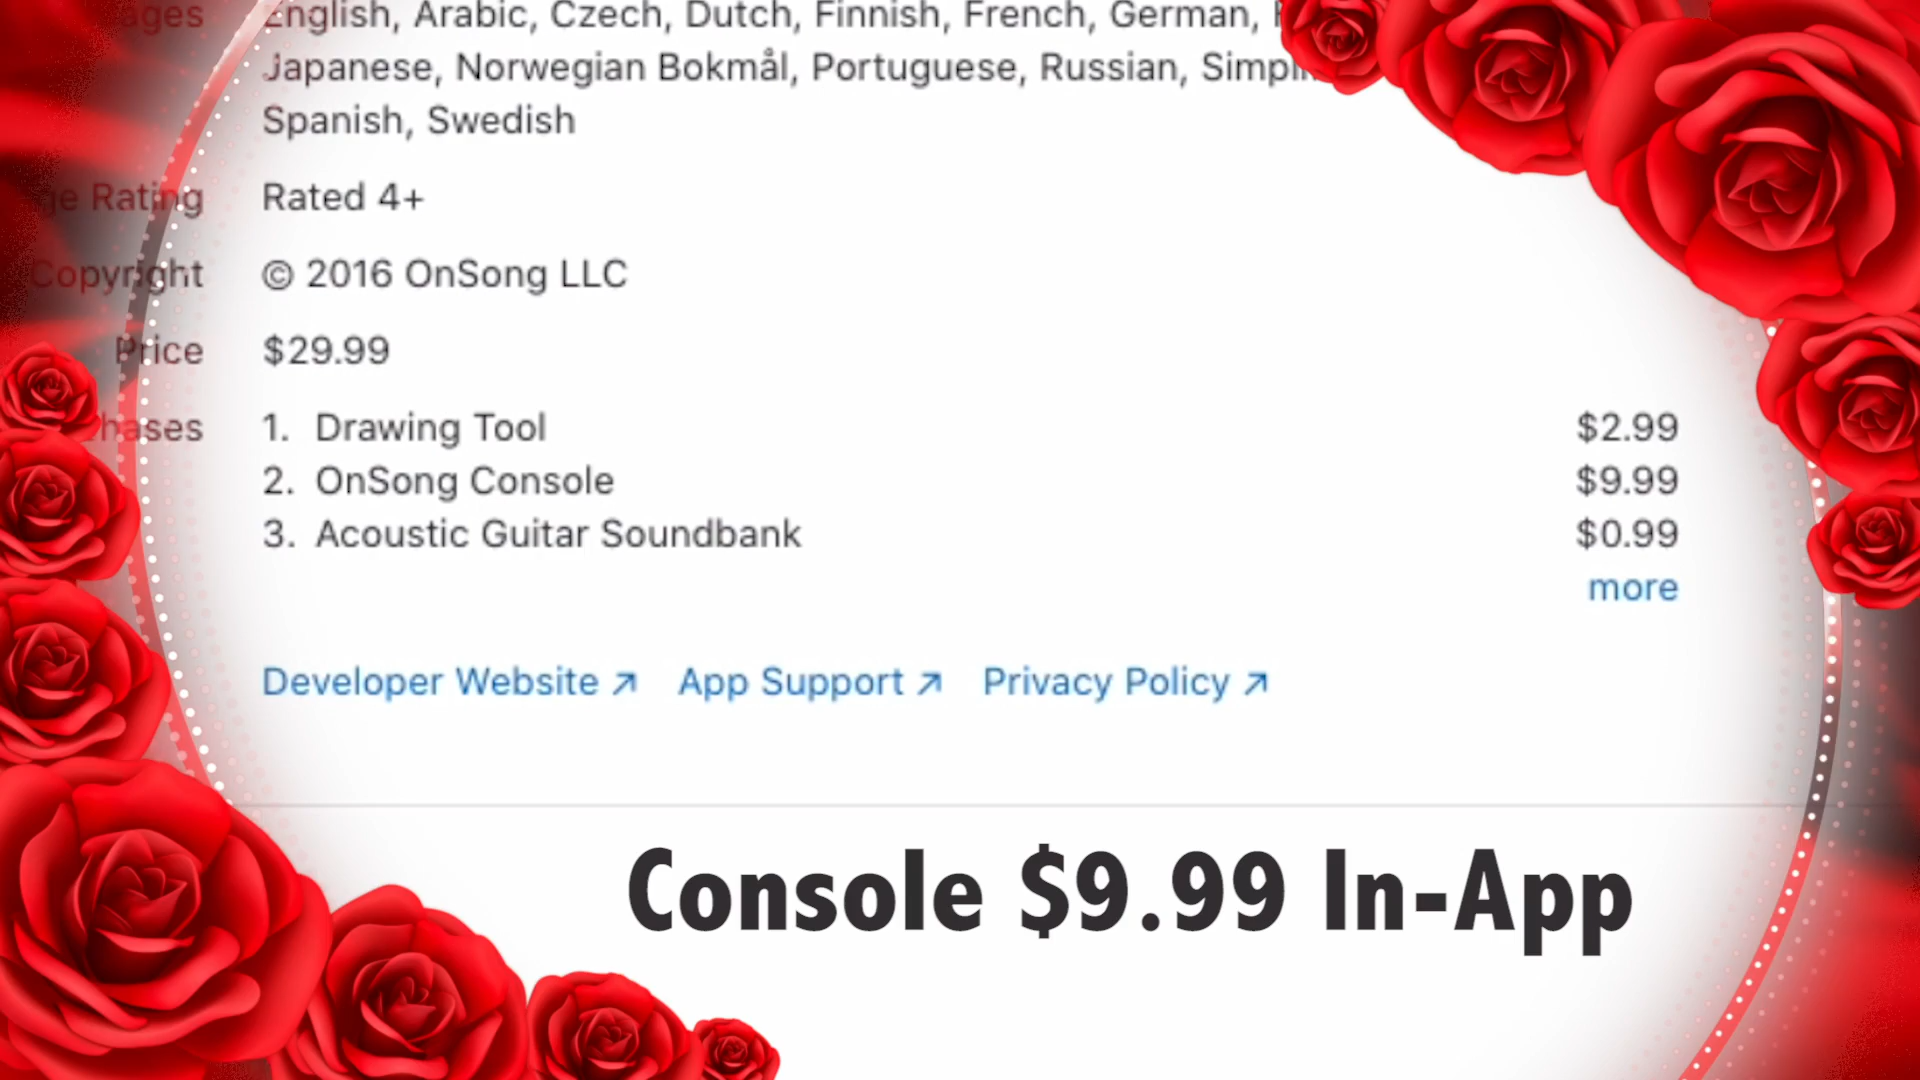 English, Arabic, Czech, Dutch, Finnish, French, German,
Japanese, Norwegian Bokmål, Portuguese, Russian,
Spanish, Swedish
Rating Rated 4+
Copyright © 2016 OnSong LLC
Price $29.99
1. Drawing Tool $2.99
2. OnSong Console $9.99
3. Acoustic Guitar Soundbank $0.99
more
Developer Website ↗ App Support ↗ Privacy Policy ↗
Console $9.99 In-App